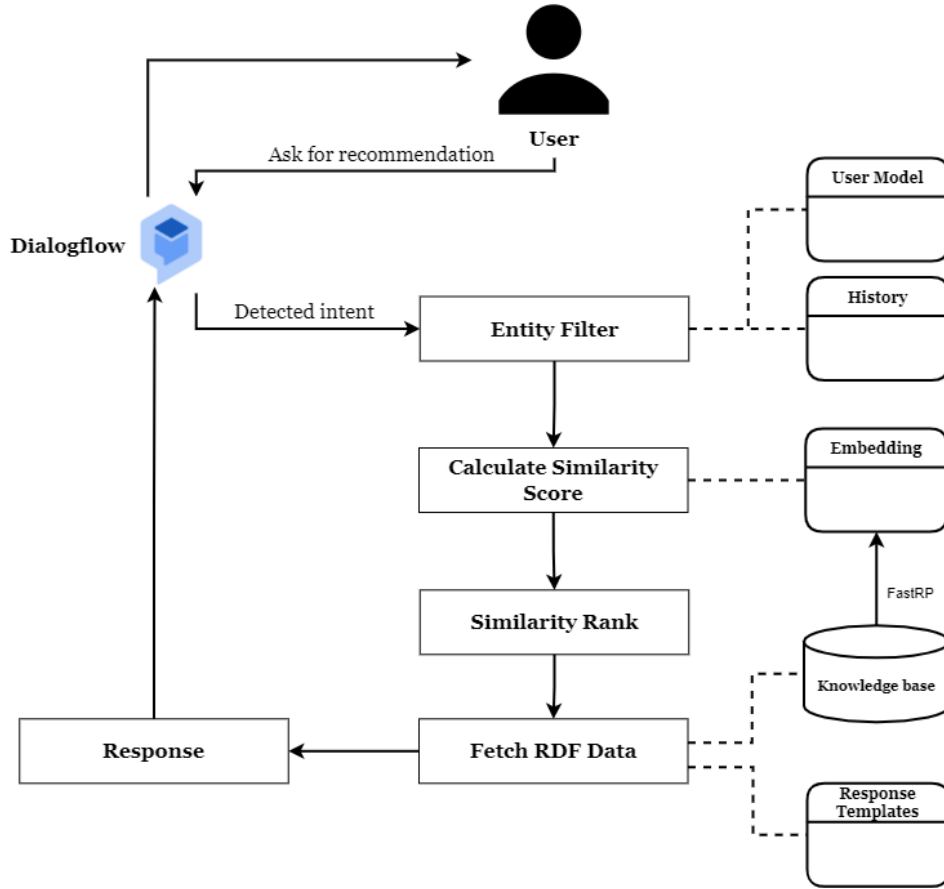 User
Ask for recommendation
User Model
Dialogflow
History
Detected intent
Entity Filter
Embedding
Calculate Similarity
Score
FastRP
Similarity Rank
Knowledge base
Response
Fetch RDF Data
Response
Templates